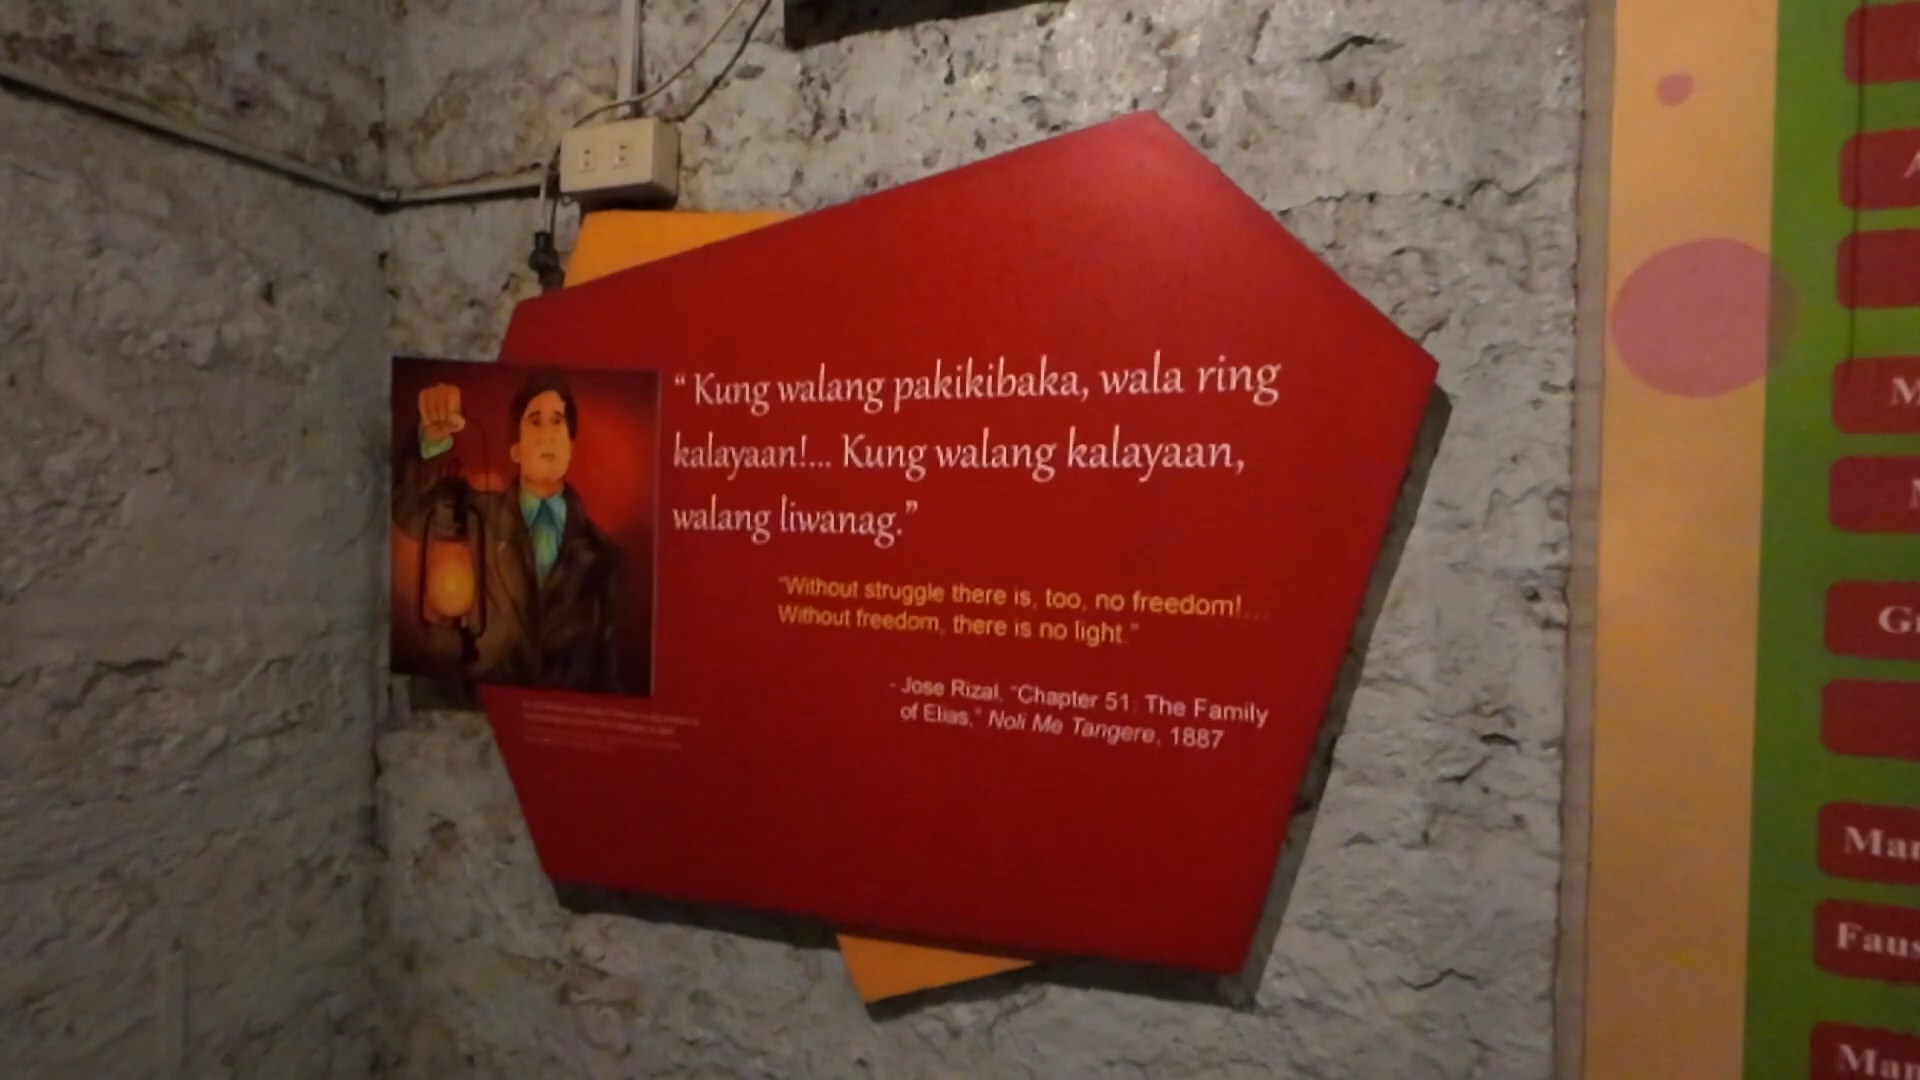 “ Kung walang pakikibaka, wala ring
kalayaan!... Kung walang kalayaan,
walang liwanag.”
“Without struggle there is, too, no freedom!...
Without freedom, there is no light.”
- Jose Rizal, “Chapter 51: The Family
of Elias,” Noli Me Tangere, 1887